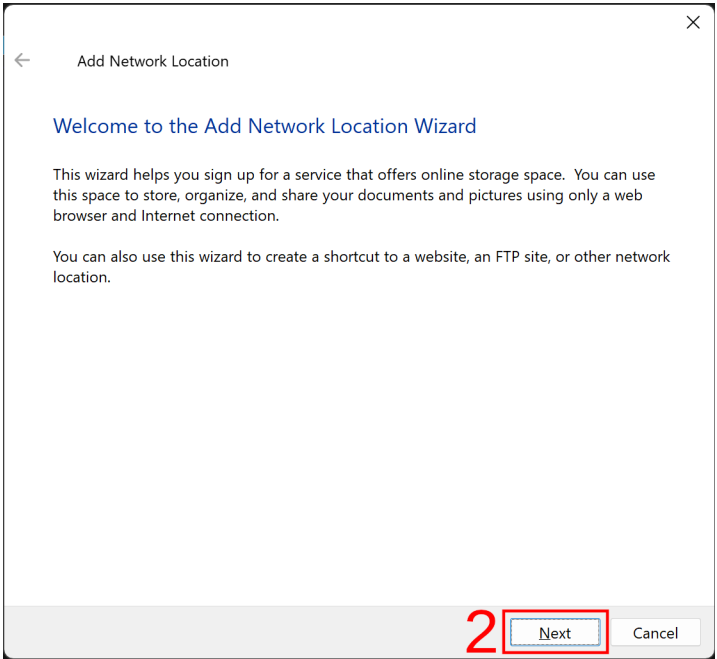 Add Network Location
Welcome to the Add Network Location Wizard
This wizard helps you sign up for a service that offers online storage space.  You can use
this space to store, organize, and share your documents and pictures using only a web
browser and Internet connection.
You can also use this wizard to create a shortcut to a website, an FTP site, or other network
location.
2
Next
Cancel